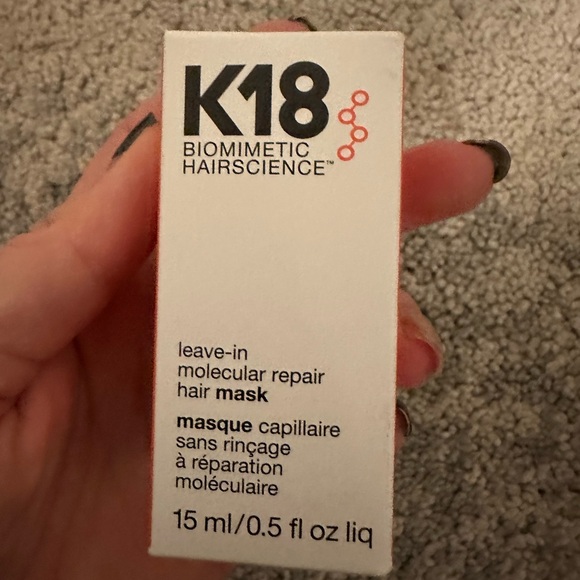 K18
BIOMIMETIC
HAIRSCIENCE™
leave-in
molecular repair
hair mask
masque capillaire
sans rinçage
à réparation
moléculaire
15 ml/0.5 fl oz liq